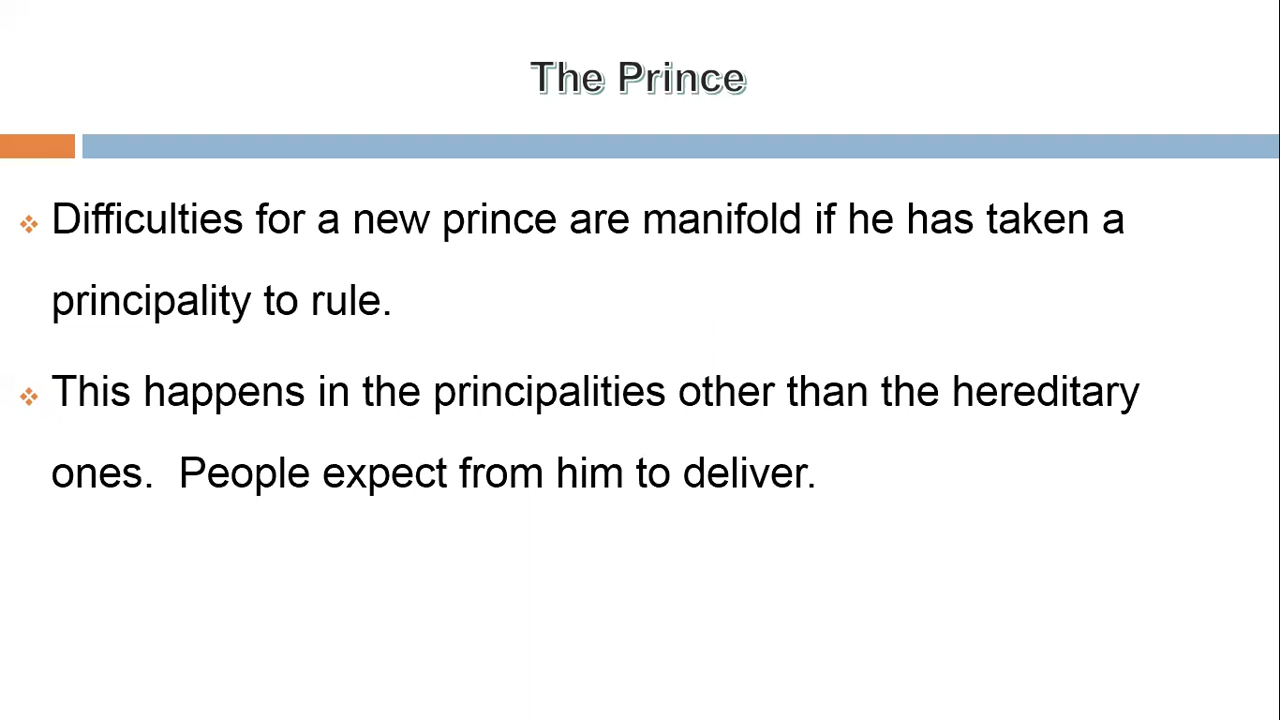 The Prince
Difficulties for a new prince are manifold if he has taken a
principality to rule.
This happens in the principalities other than the hereditary
ones.  People expect from him to deliver.